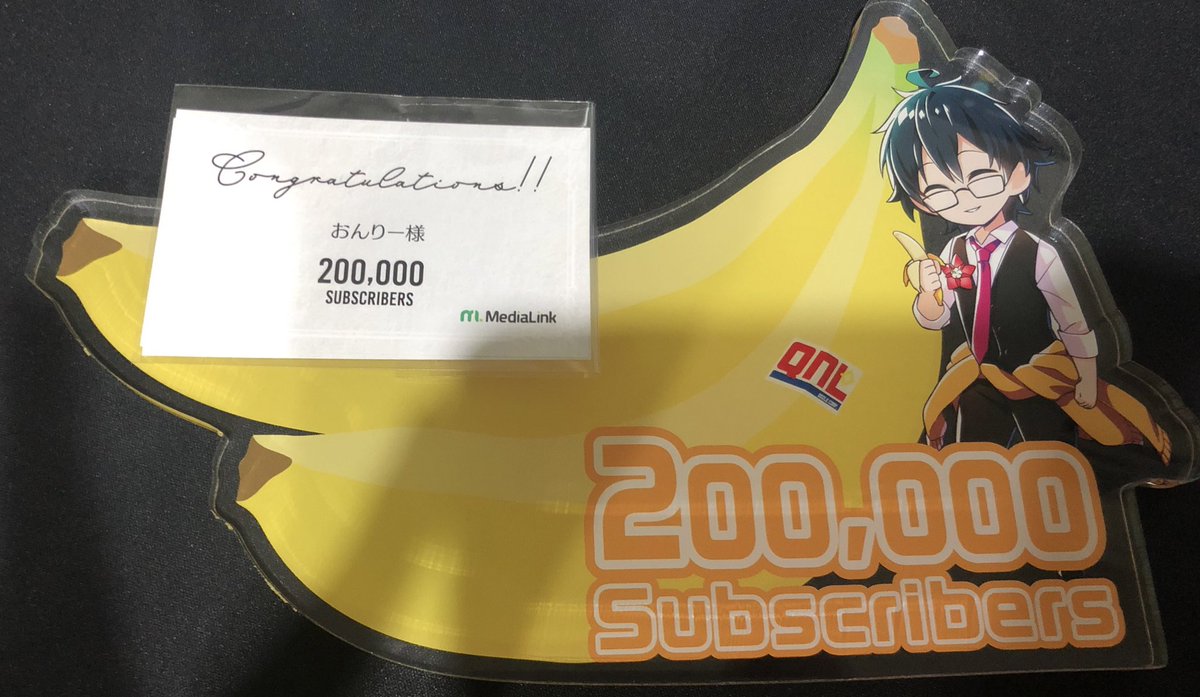 Congratulations!!
おんりー様
200,000
SUBSCRIBERS
MediaLink
QNL
200,000
Subscribers